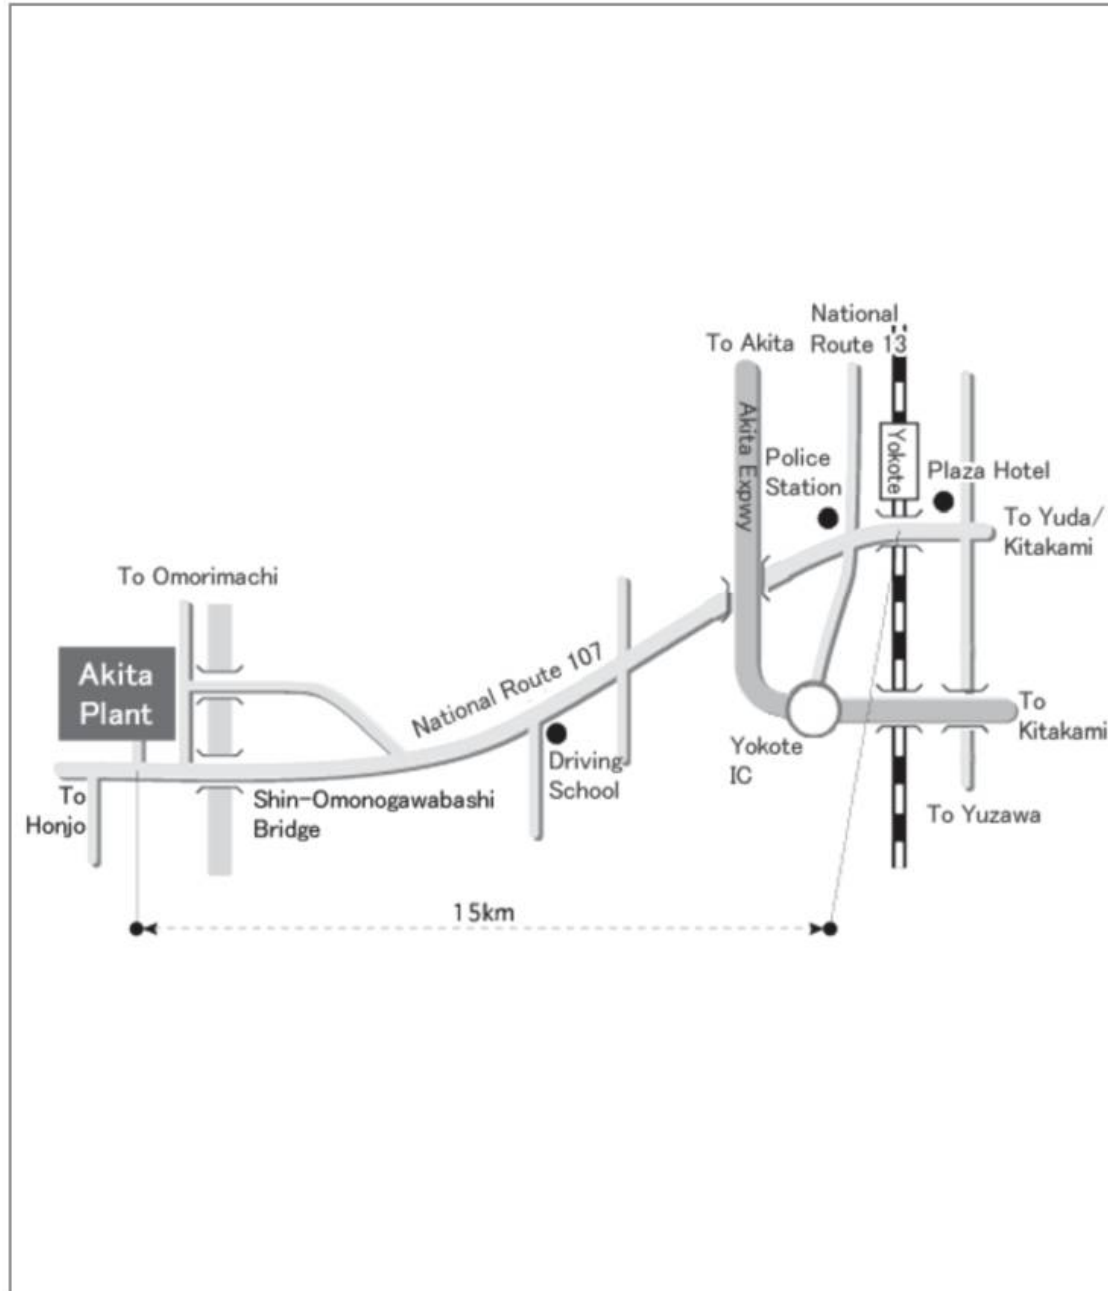 National
Route 13
To Akita
Akita Expwy
Police
Station
Yokote
Plaza Hotel
To Yuda/
Kitakami
To Omorimachi
Akita
Plant
National Route 107
To
Honjo
Shin-Omonogawabashi
Bridge
Driving
School
Yokote
IC
To
Kitakami
To Yuzawa
15km